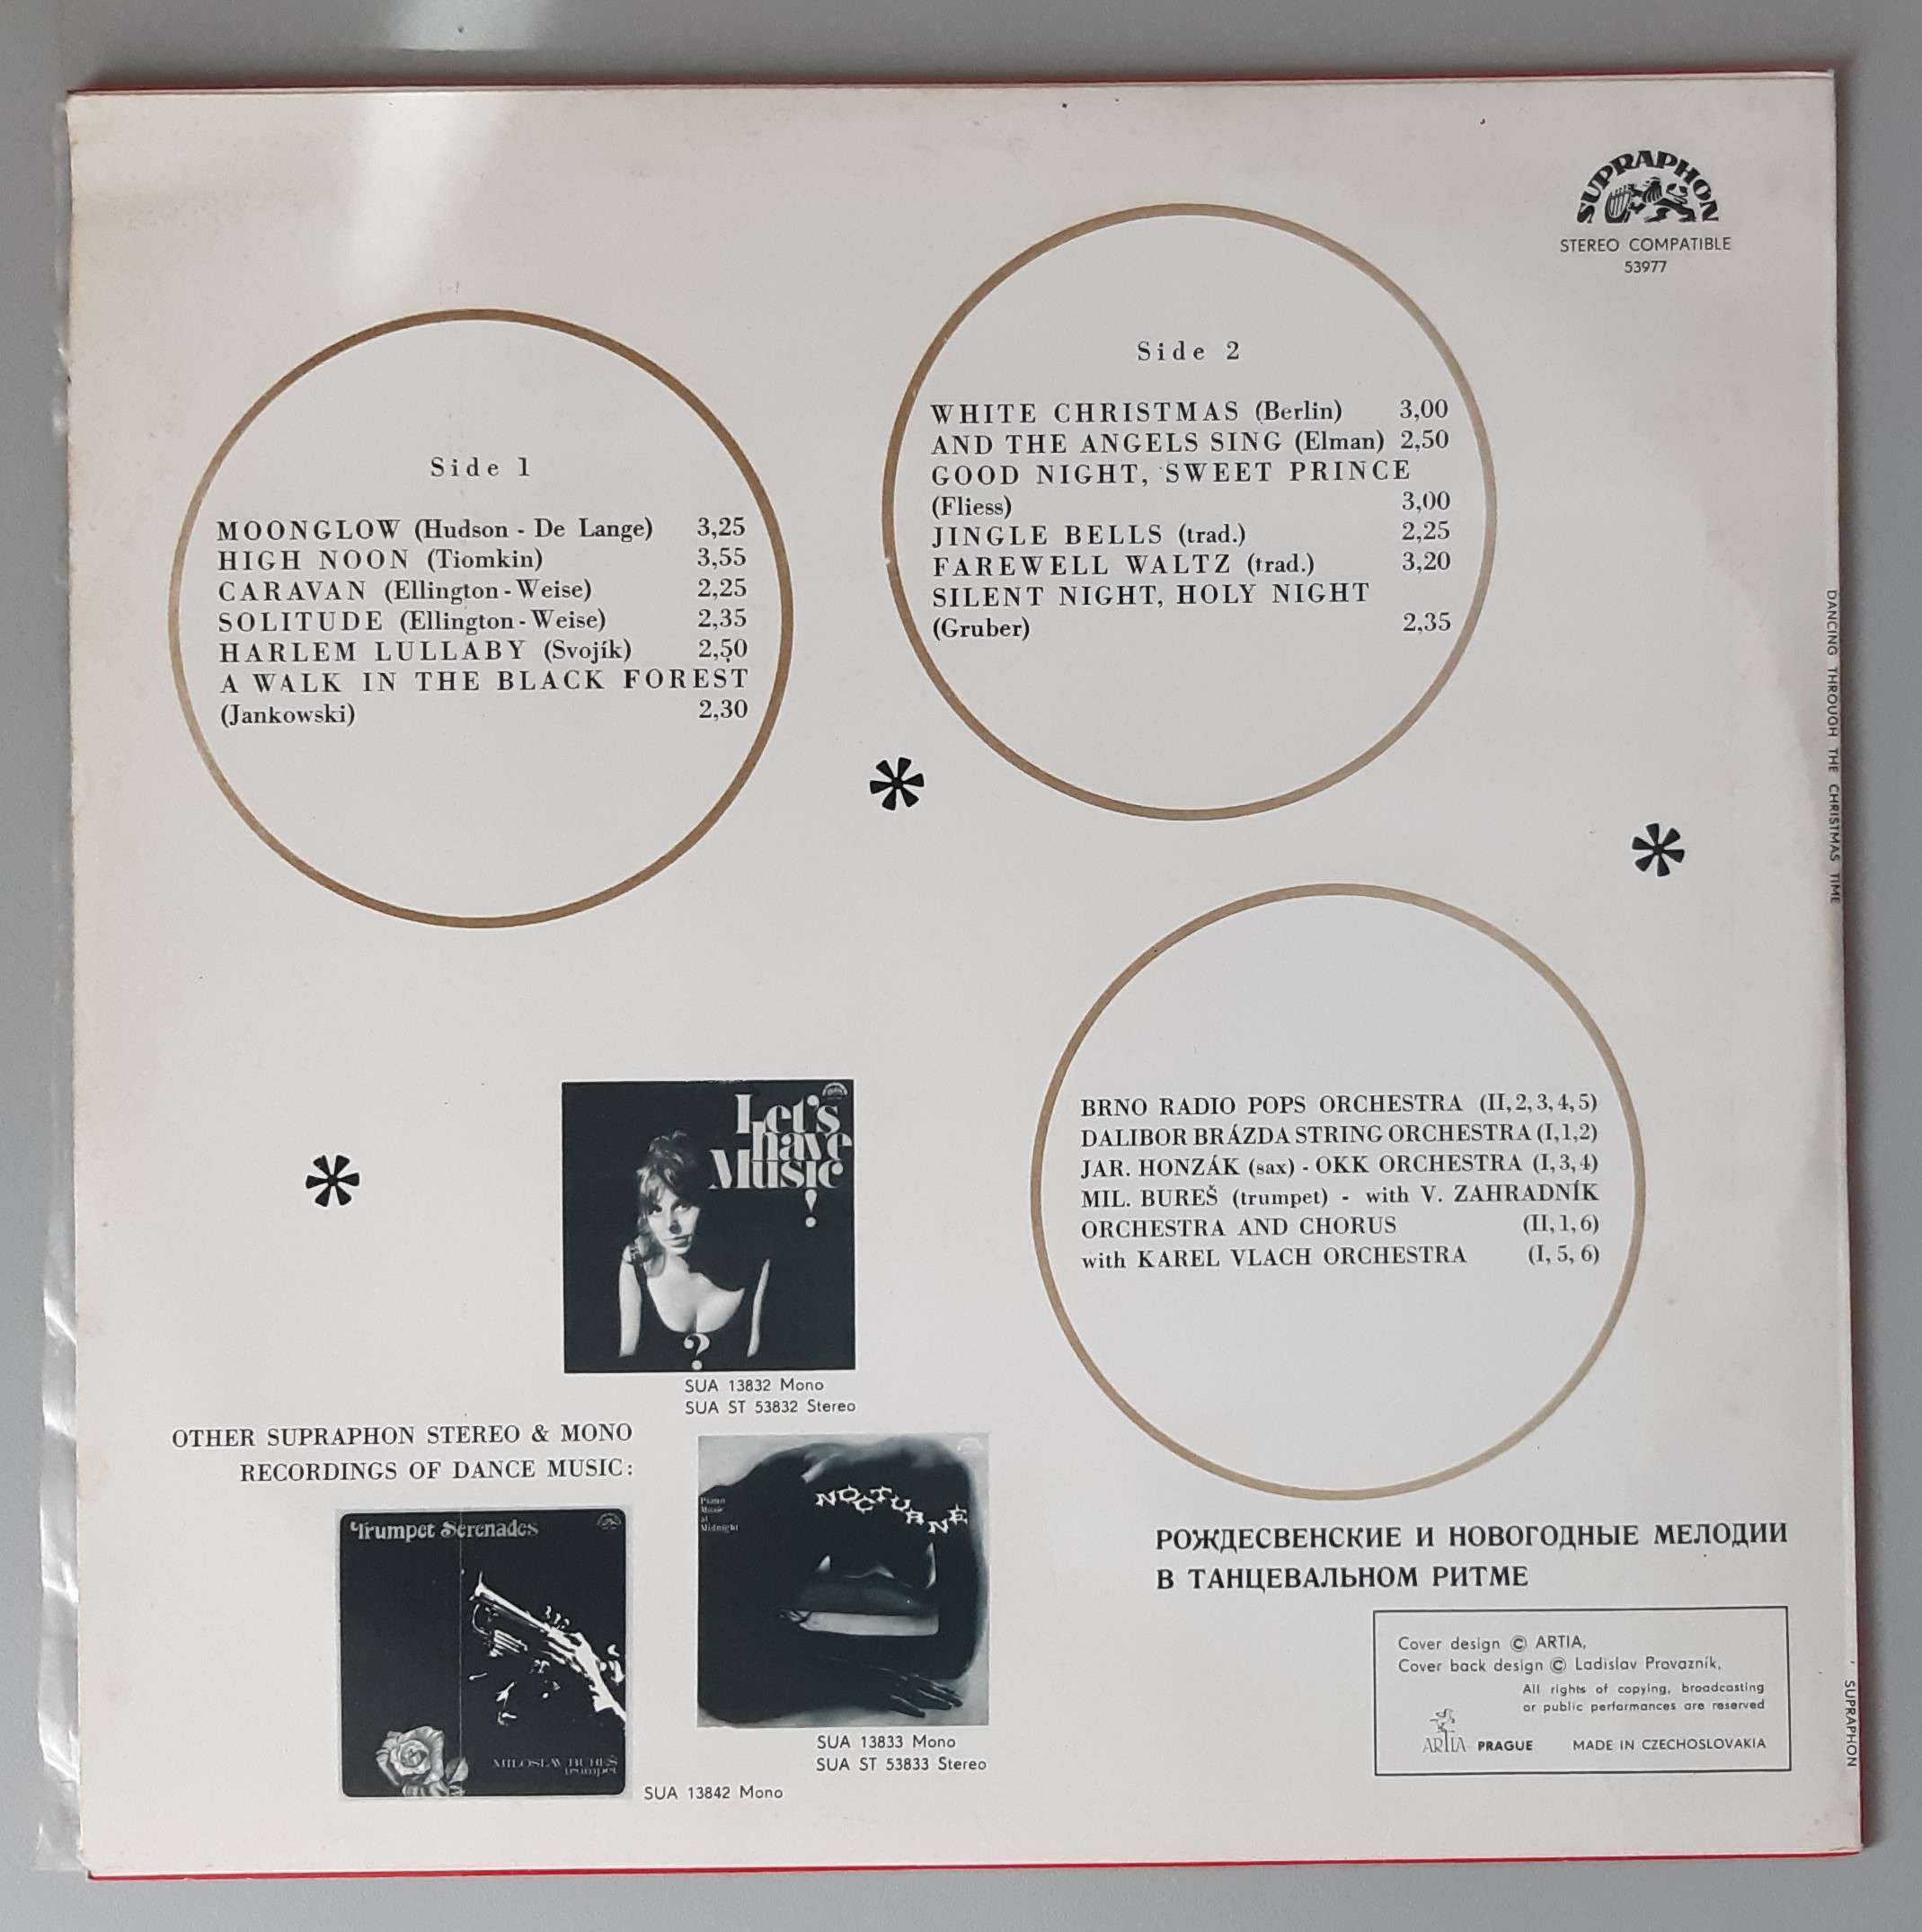 SUPRAPHON
STEREO COMPATIBLE
53977
Side 1
MOONGLOW (Hudson - De Lange) 3,25
HIGH NOON (Tiomkin) 3,55
CARAVAN (Ellington - Weise) 2,25
SOLITUDE (Ellington - Weise) 2,35
HARLEM LULLABY (Svojík) 2,50
A WALK IN THE BLACK FOREST
(Jankowski) 2,30
Side 2
WHITE CHRISTMAS (Berlin) 3,00
AND THE ANGELS SING (Elman) 2,50
GOOD NIGHT, SWEET PRINCE
(Fliess) 3,00
JINGLE BELLS (trad.) 2,25
FAREWELL WALTZ (trad.) 3,20
SILENT NIGHT, HOLY NIGHT
(Gruber) 2,35
BRNO RADIO POPS ORCHESTRA (II, 2, 3, 4, 5)
DALIBOR BRÁZDA STRING ORCHESTRA (I, 1, 2)
JAR. HONZÁK (sax) - OKK ORCHESTRA (I, 3, 4)
MIL. BUREŠ (trumpet) - with V. ZAHRADNÍK
ORCHESTRA AND CHORUS (II, 1, 6)
with KAREL VLACH ORCHESTRA (I, 5, 6)
Let's
have
Music
!
?
SUA 13832 Mono
SUA ST 53832 Stereo
OTHER SUPRAPHON STEREO & MONO
RECORDINGS OF DANCE MUSIC:
Trumpet Serenades
MILOSLAV BUREŠ
trumpet
SUA 13842 Mono
NOCTURNE
Piano
Music
at
Midnight
SUA 13833 Mono
SUA ST 53833 Stereo
РОЖДЕСВЕНСКИЕ И НОВОГОДНЫЕ МЕЛОДИИ
В ТАНЦЕВАЛЬНОМ РИТМЕ
Cover design © ARTIA,
Cover back design © Ladislav Provazník,
All rights of copying, broadcasting
or public performances are reserved
ARTIA PRAGUE MADE IN CZECHOSLOVAKIA
DANCING THROUGH THE CHRISTMAS TIME
SUPRAPHON